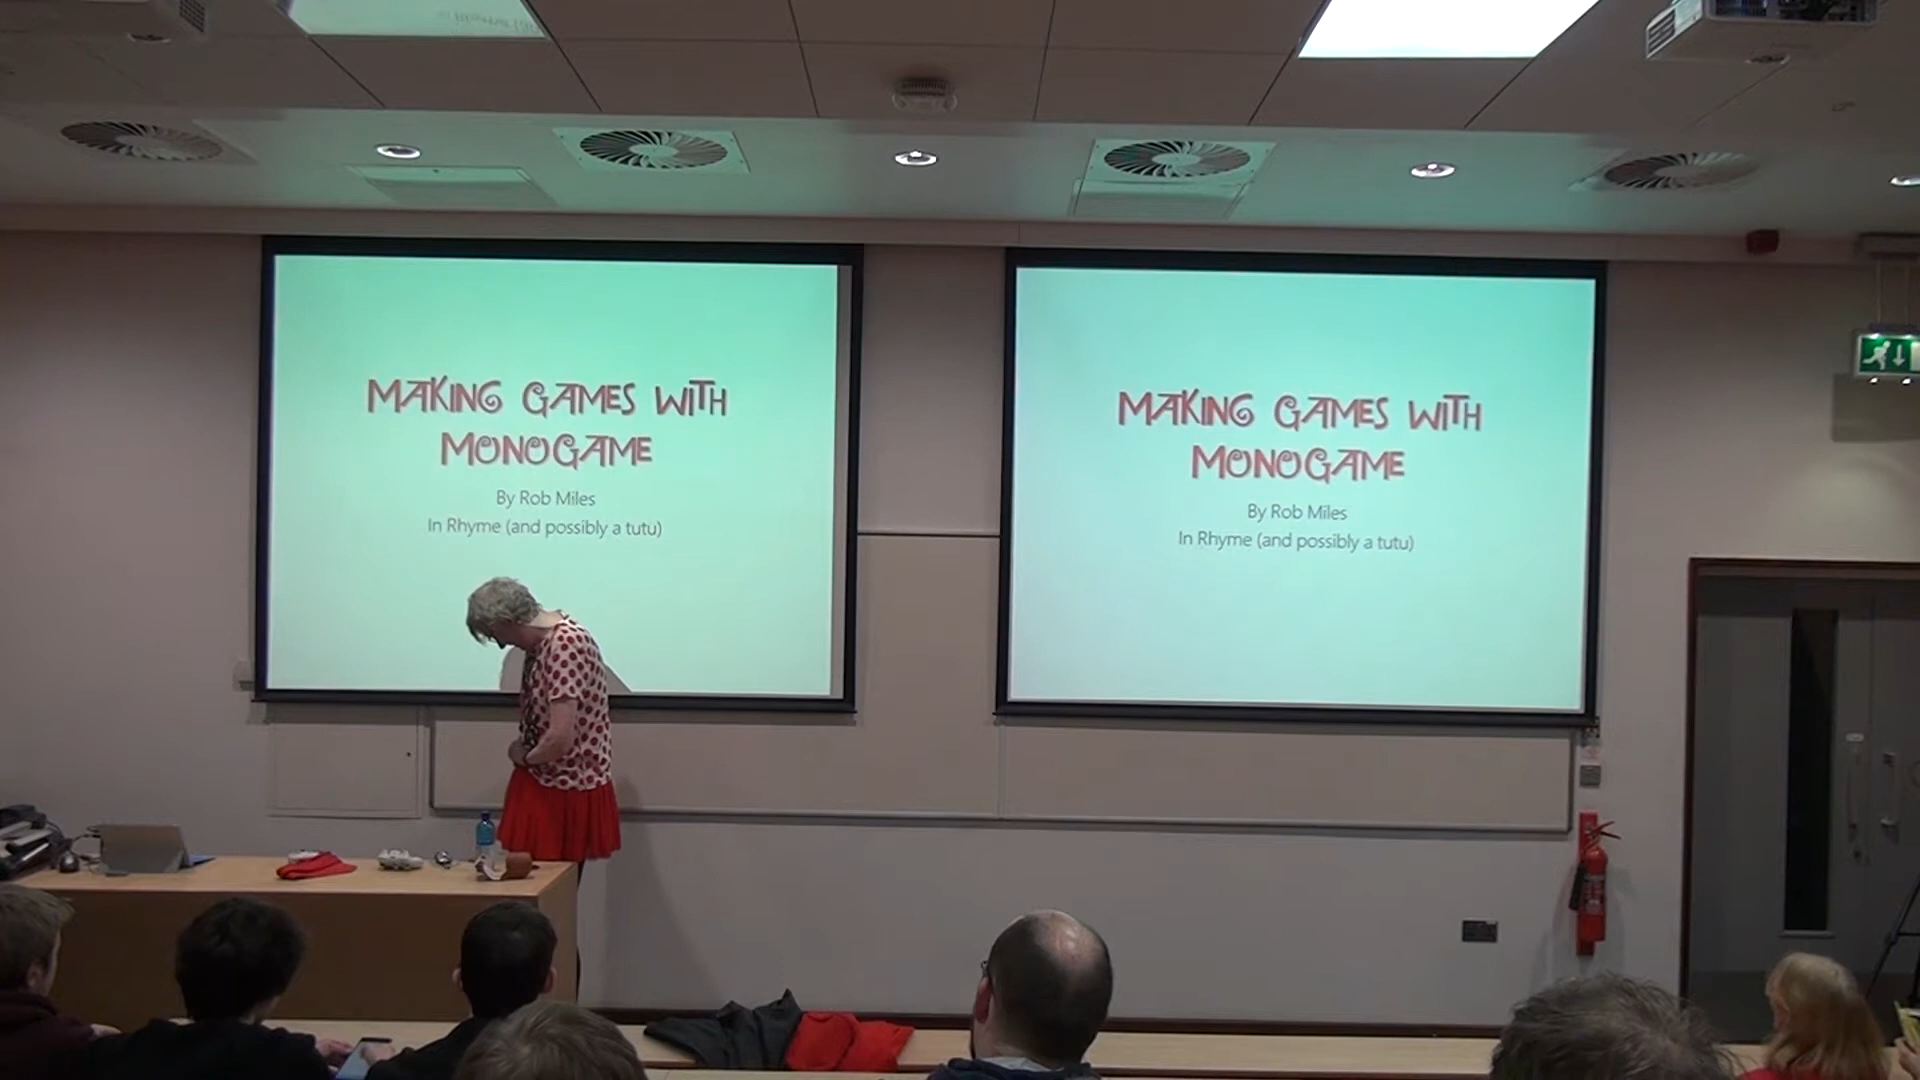 MAKING GAMES WITH
MONOGAME
By Rob Miles
In Rhyme (and possibly a tutu)
MAKING GAMES WITH
MONOGAME
By Rob Miles
In Rhyme (and possibly a tutu)